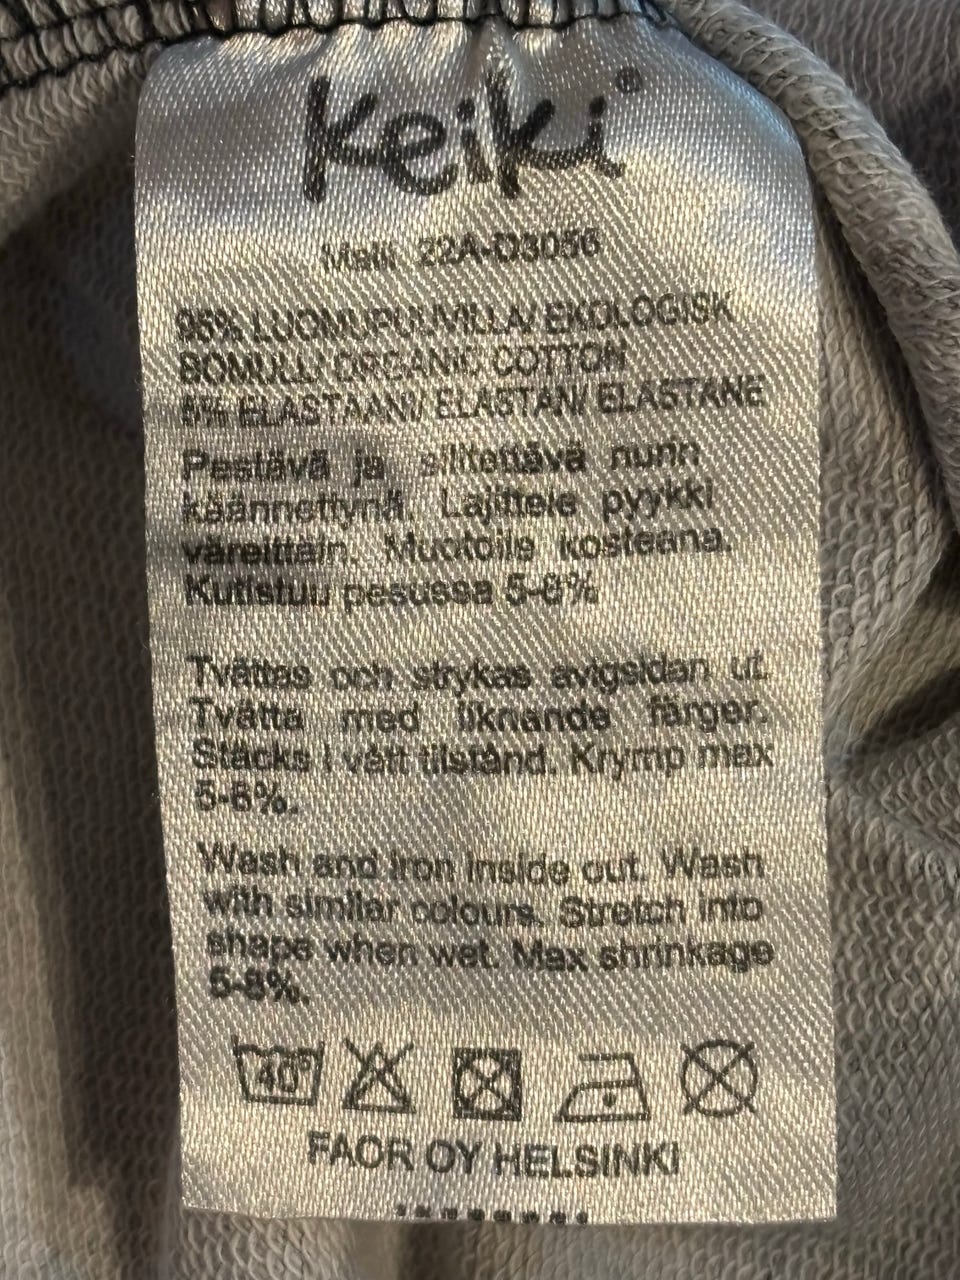 keiki®
Malli 22A-D3056
95% LUOMUPUUVILLA/ EKOLOGISK
BOMULL/ ORGANIC COTTON
5% ELASTAANI/ ELASTAN/ ELASTANE
Pestävä ja silitettävä nurin
käännettynä. Lajittele pyykki
väreittäin. Muotoile kosteana.
Kutistuu pesussa 5-8%
Tvättas och strykas avigsidan ut.
Tvätta med liknande färger.
Stäcks i vått tilstånd. Krymp max
5-8%.
Wash and iron inside out. Wash
with similar colours. Stretch into
shape when wet. Max shrinkage
5-8%.
40°
FAOR OY HELSINKI